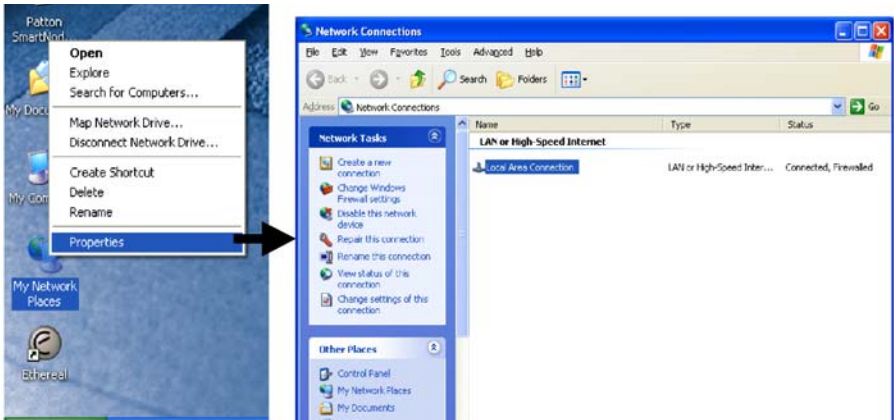 Patton
SmartNod...
Open
Explore
Search for Computers...
My Docu
Map Network Drive...
Disconnect Network Drive...
Create Shortcut
Delete
My Com
Rename
Properties
My Network
Places
Ethereal
Network Connections
File Edit View Favorites Tools Advanced Help
Back Search Folders
Address Network Connections Go
Network Tasks
Create a new
connection
Change Windows
Firewall settings
Disable this network
device
Repair this connection
Rename this connection
View status of this
connection
Change settings of this
connection
Other Places
Control Panel
My Network Places
My Documents
Name Type Status
LAN or High-Speed Internet
Local Area Connection LAN or High-Speed Inter... Connected, Firewalled